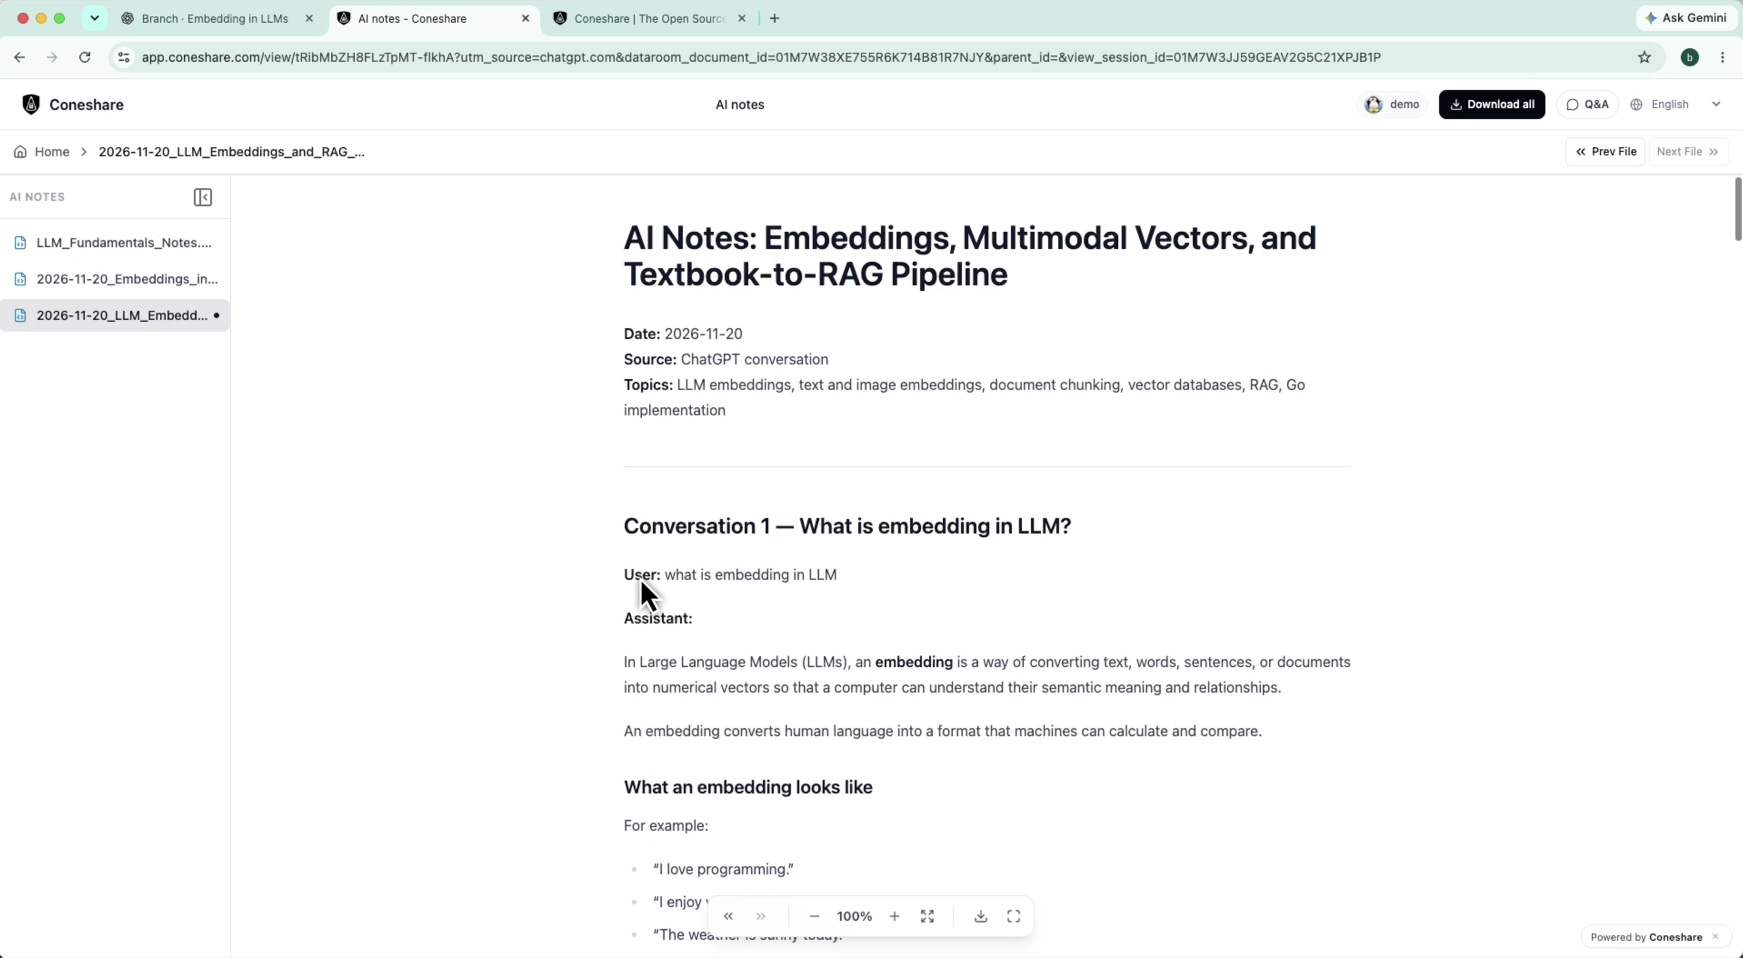 Branch · Embedding in LLMs
AI notes - Coneshare
Coneshare | The Open Sourc
Ask Gemini
app.coneshare.com/view/tRibMbZH8FLzTpMT-flkhA?utm_source=chatgpt.com&dataroom_document_id=01M7W38XE755R6K714B81R7NJY&parent_id=&view_session_id=01M7W3JJ59GEAV2G5C21XPJB1P
b
Coneshare
AI notes
demo
Download all
Q&A
English
Home
2026-11-20_LLM_Embeddings_and_RAG_...
Prev File
Next File
AI NOTES
LLM_Fundamentals_Notes....
2026-11-20_Embeddings_in...
2026-11-20_LLM_Embedd...
AI Notes: Embeddings, Multimodal Vectors, and
Textbook-to-RAG Pipeline
Date: 2026-11-20
Source: ChatGPT conversation
Topics: LLM embeddings, text and image embeddings, document chunking, vector databases, RAG, Go
implementation
Conversation 1 — What is embedding in LLM?
User: what is embedding in LLM
Assistant:
In Large Language Models (LLMs), an embedding is a way of converting text, words, sentences, or documents
into numerical vectors so that a computer can understand their semantic meaning and relationships.
An embedding converts human language into a format that machines can calculate and compare.
What an embedding looks like
For example:
“I love programming.”
“I enjoy
“The weather is sunny today.”
100%
Powered by Coneshare